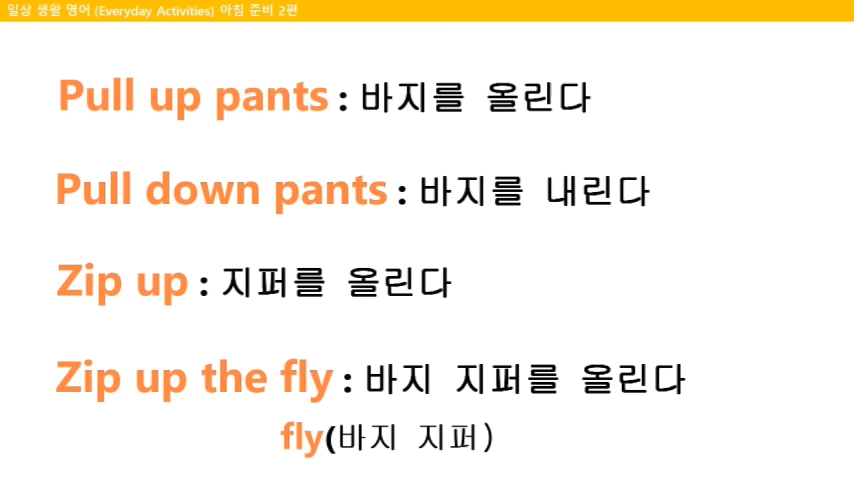 일상 생활 영어 (Everyday Activities) 아침 준비 2편
Pull up pants : 바지를 올린다
Pull down pants : 바지를 내린다
Zip up : 지퍼를 올린다
Zip up the fly : 바지 지퍼를 올린다
fly(바지 지퍼)